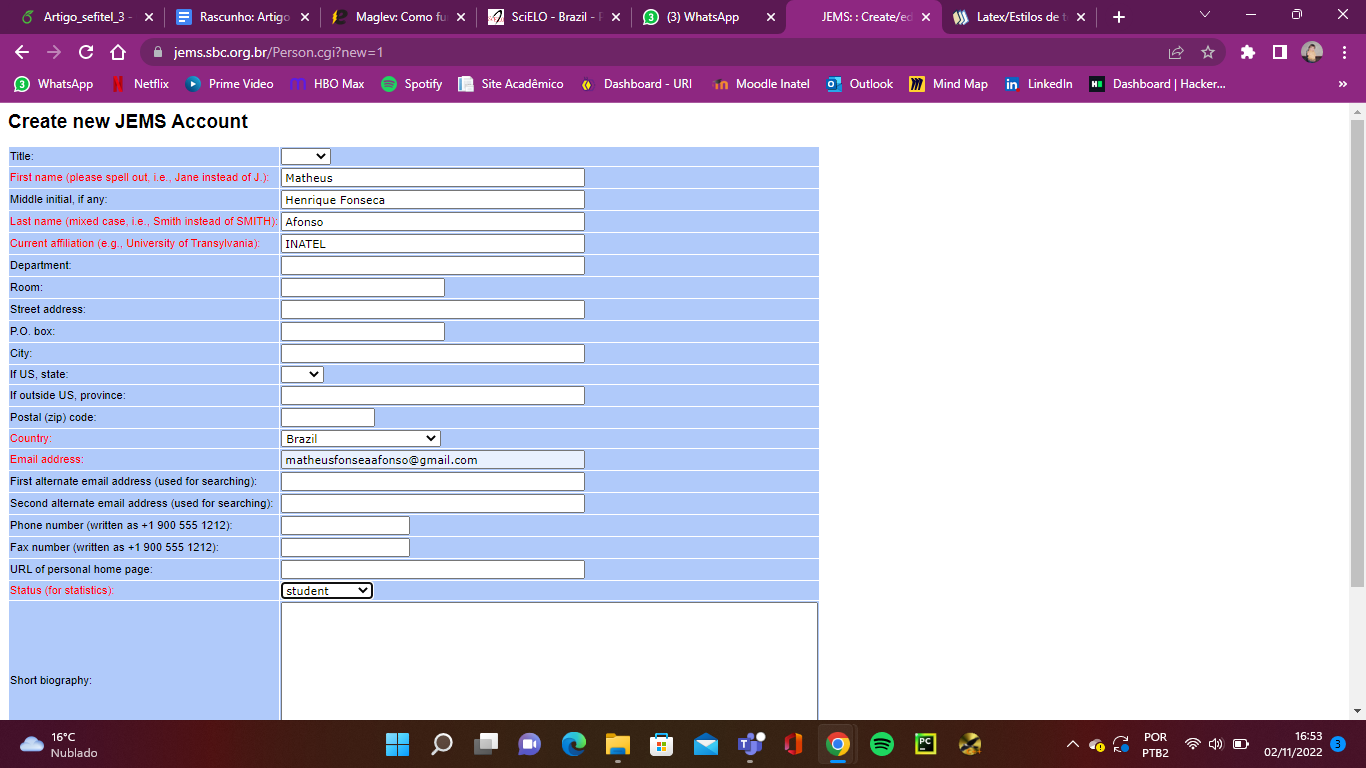 Artigo_sefitel_3 -
Rascunho: Artigo
Maglev: Como fu
SciELO - Brazil -
(3) WhatsApp
JEMS: : Create/ed
Latex/Estilos de t
jems.sbc.org.br/Person.cgi?new=1
WhatsApp
Netflix
Prime Video
HBO Max
Spotify
Site Acadêmico
Dashboard - URI
Moodle Inatel
Outlook
Mind Map
LinkedIn
Dashboard | Hacker...
»
Create new JEMS Account
Title:
First name (please spell out, i.e., Jane instead of J.): Matheus
Middle initial, if any: Henrique Fonseca
Last name (mixed case, i.e., Smith instead of SMITH): Afonso
Current affiliation (e.g., University of Transylvania): INATEL
Department:
Room:
Street address:
P.O. box:
City:
If US, state:
If outside US, province:
Postal (zip) code:
Country: Brazil
Email address: matheusfonseaafonso@gmail.com
First alternate email address (used for searching):
Second alternate email address (used for searching):
Phone number (written as +1 900 555 1212):
Fax number (written as +1 900 555 1212):
URL of personal home page:
Status (for statistics): student
Short biography:
16°C
Nublado
POR
PTB2
16:53
02/11/2022
3